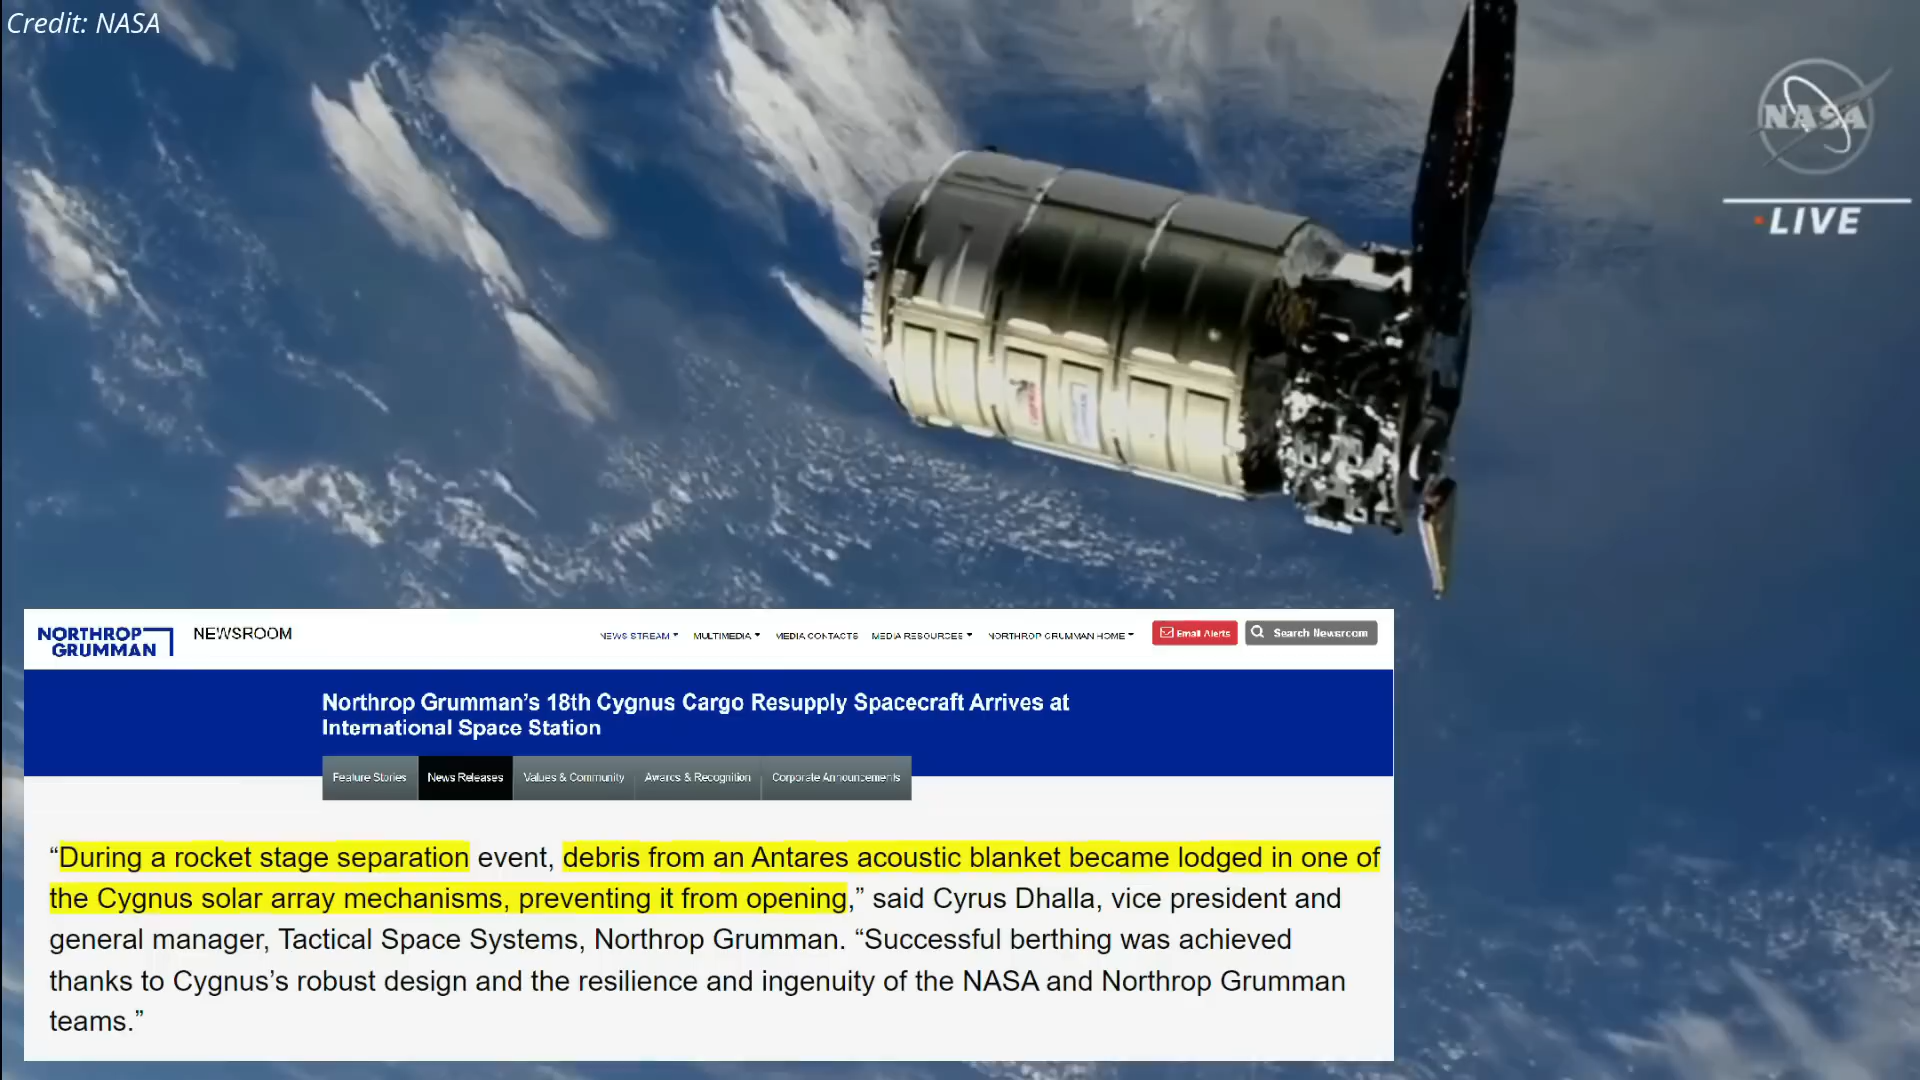 Credit: NASA
NASA
LIVE
NORTHROP
GRUMMAN
NEWSROOM
NEWS STREAM
MULTIMEDIA
MEDIA CONTACTS
MEDIA RESOURCES
NORTHROP GRUMMAN HOME
Email Alerts
Search Newsroom
Northrop Grumman’s 18th Cygnus Cargo Resupply Spacecraft Arrives at
International Space Station
Feature Stories
News Releases
Values & Community
Awards & Recognition
Corporate Announcements
“During a rocket stage separation event, debris from an Antares acoustic blanket became lodged in one of
the Cygnus solar array mechanisms, preventing it from opening,” said Cyrus Dhalla, vice president and
general manager, Tactical Space Systems, Northrop Grumman. “Successful berthing was achieved
thanks to Cygnus’s robust design and the resilience and ingenuity of the NASA and Northrop Grumman
teams.”